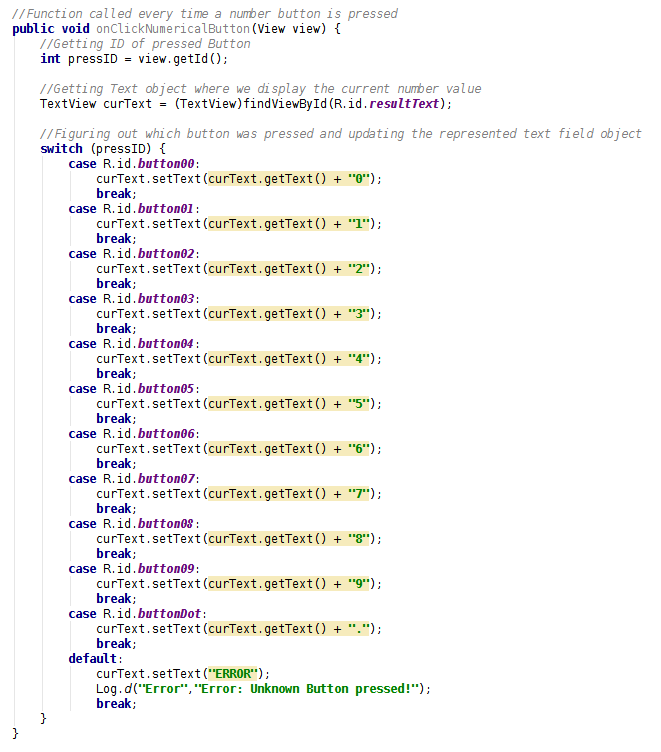 //Function called every time a number button is pressed
public void onClickNumericalButton(View view) {
//Getting ID of pressed Button
int pressID = view.getId();
//Getting Text object where we display the current number value
TextView curText = (TextView)findViewById(R.id.resultText);
//Figuring out which button was pressed and updating the represented text field object
switch (pressID) {
case R.id.button00:
curText.setText(curText.getText() + "0");
break;
case R.id.button01:
curText.setText(curText.getText() + "1");
break;
case R.id.button02:
curText.setText(curText.getText() + "2");
break;
case R.id.button03:
curText.setText(curText.getText() + "3");
break;
case R.id.button04:
curText.setText(curText.getText() + "4");
break;
case R.id.button05:
curText.setText(curText.getText() + "5");
break;
case R.id.button06:
curText.setText(curText.getText() + "6");
break;
case R.id.button07:
curText.setText(curText.getText() + "7");
break;
case R.id.button08:
curText.setText(curText.getText() + "8");
break;
case R.id.button09:
curText.setText(curText.getText() + "9");
break;
case R.id.buttonDot:
curText.setText(curText.getText() + ".");
break;
default:
curText.setText("ERROR");
Log.d("Error","Error: Unknown Button pressed!");
break;
}
}